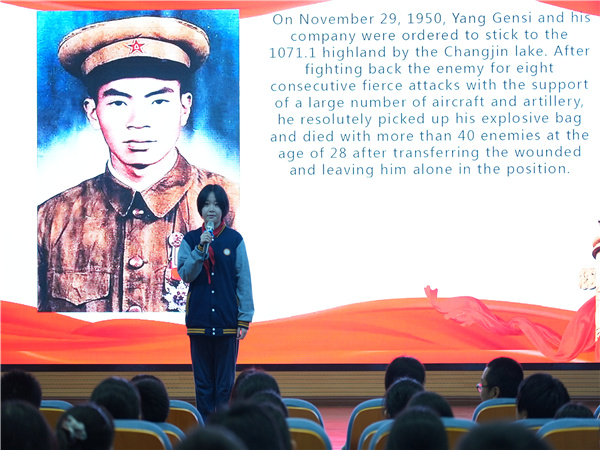 On November 29, 1950, Yang Gensi and his
company were ordered to stick to the
1071.1 highland by the Changjin lake. After
fighting back the enemy for eight
consecutive fierce attacks with the support
of a large number of aircraft and artillery,
he resolutely picked up his explosive bag
and died with more than 40 enemies at the
age of 28 after transferring the wounded
and leaving him alone in the position.